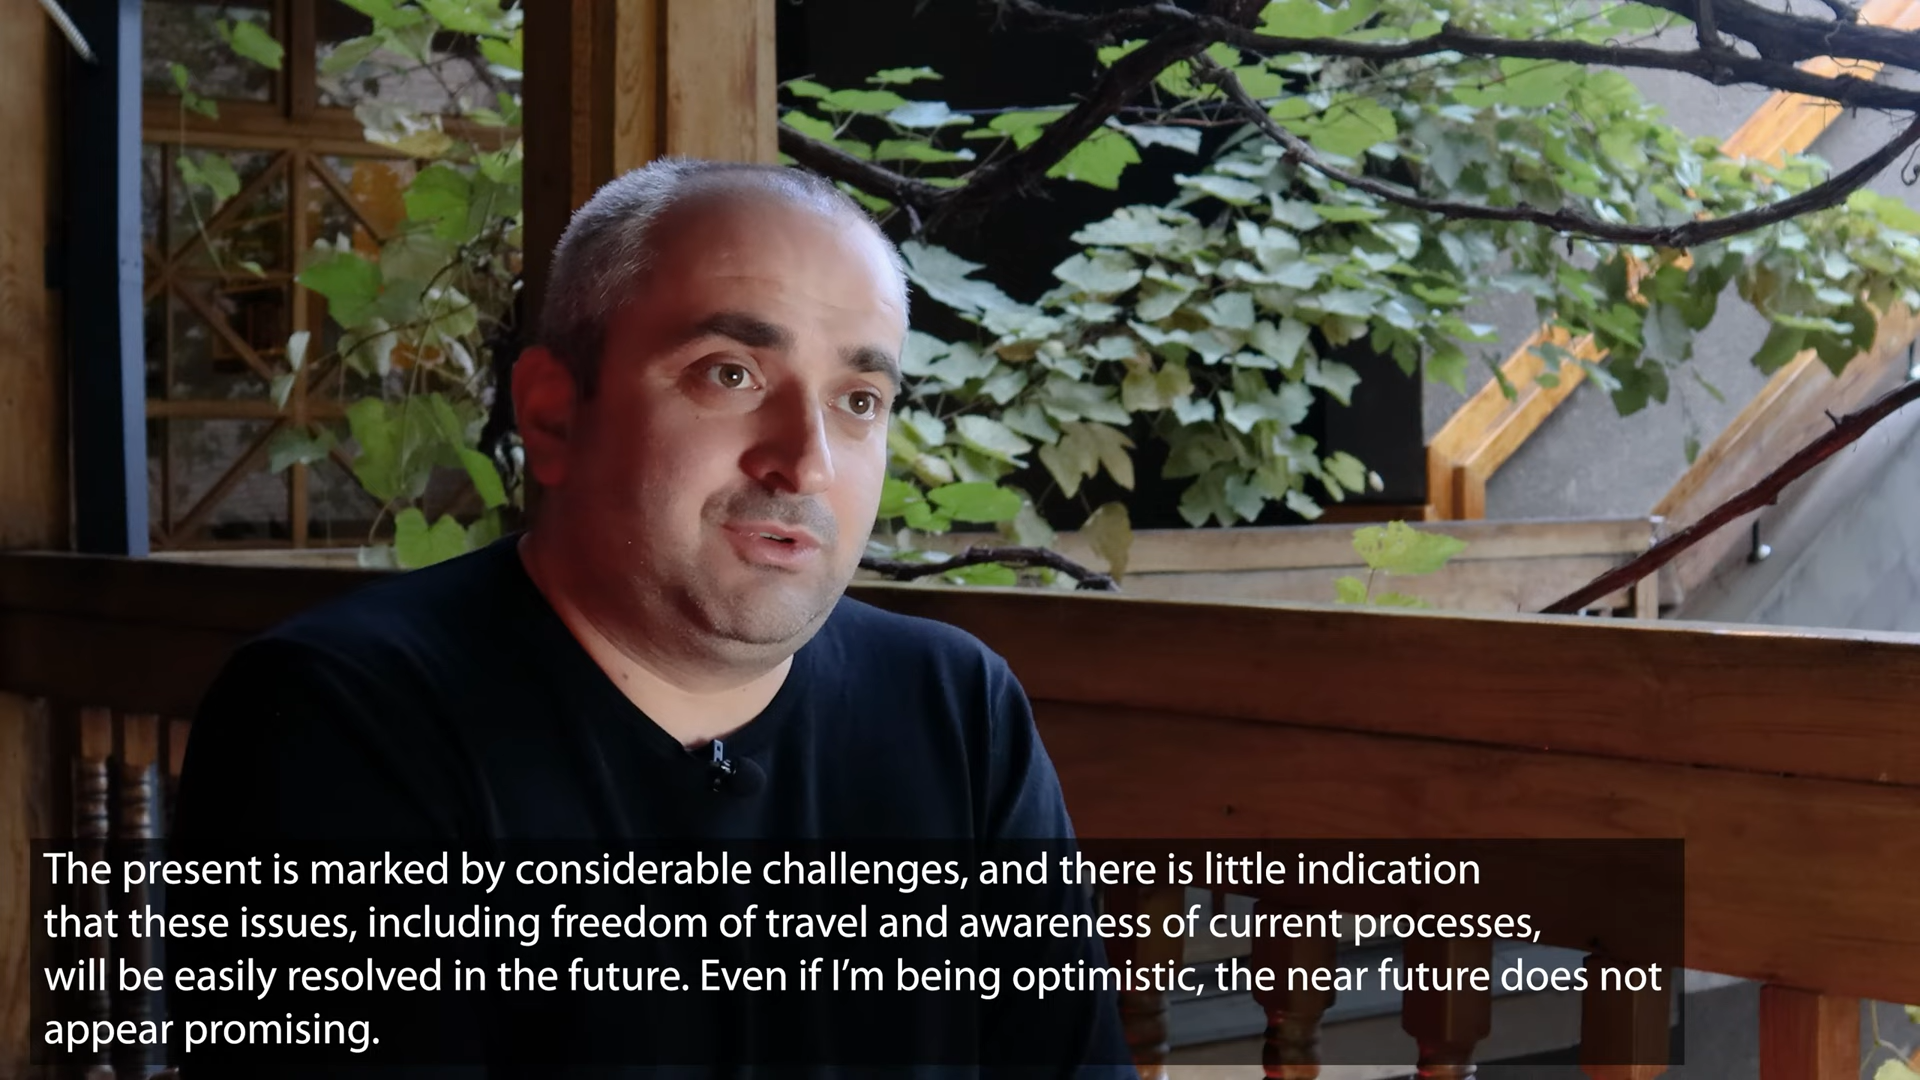 The present is marked by considerable challenges, and there is little indication
that these issues, including freedom of travel and awareness of current processes,
will be easily resolved in the future. Even if I’m being optimistic, the near future does not
appear promising.